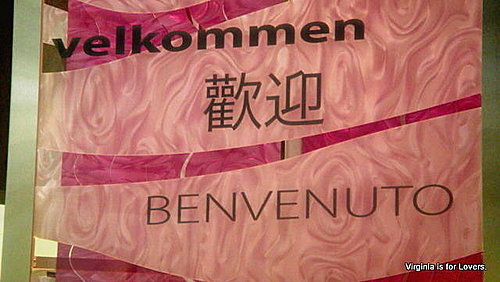 velkommen
歡迎
BENVENUTO
Virginia is for Lovers.